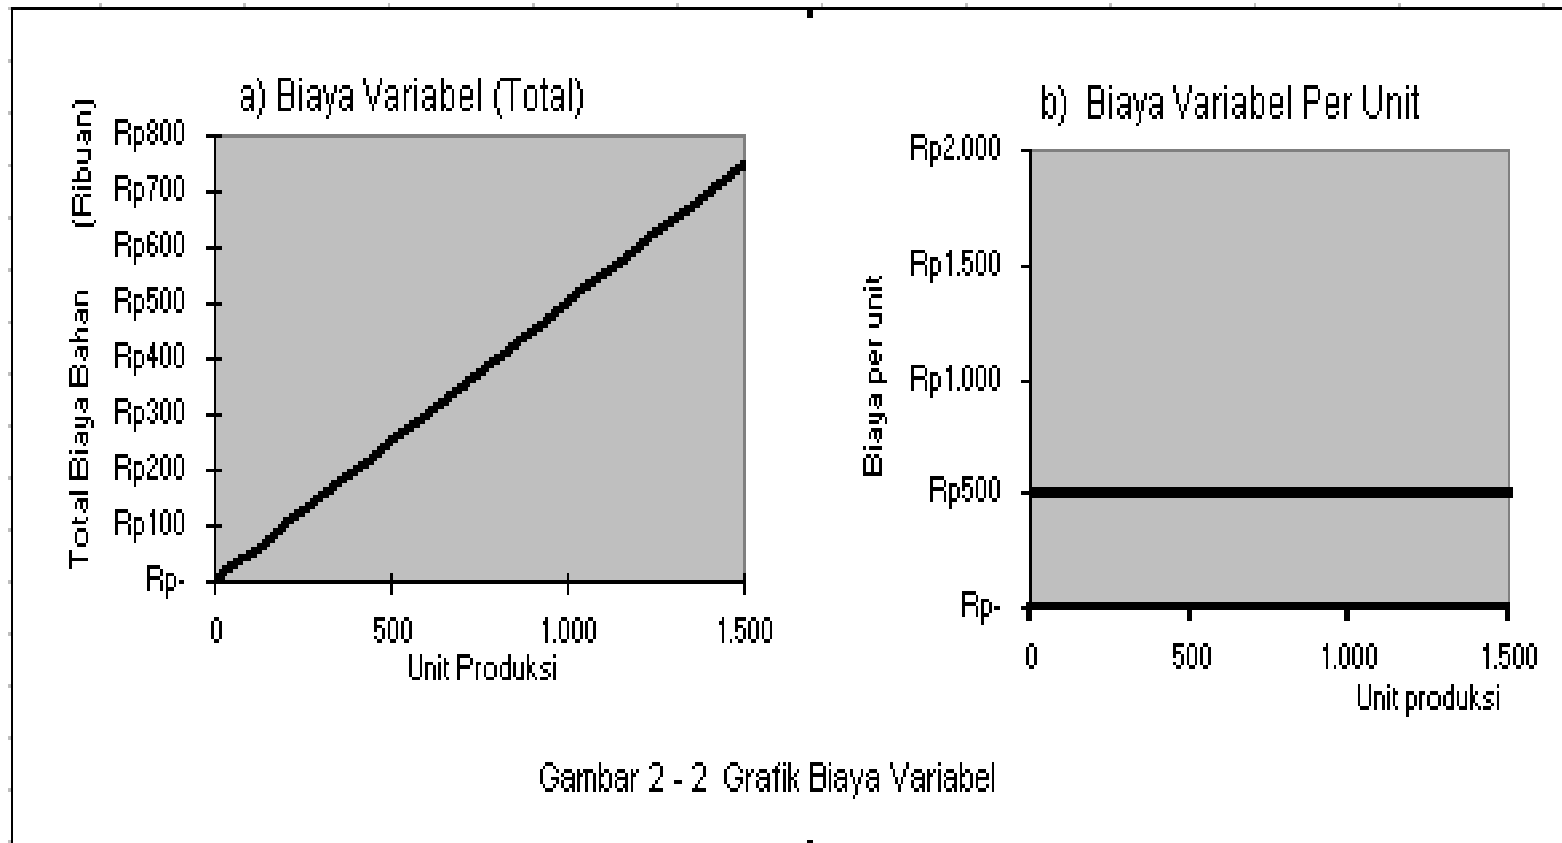 a) Biaya Variabel (Total)
Total Biaya Bahan (Ribuan)
Rp800
Rp700
Rp600
Rp500
Rp400
Rp300
Rp200
Rp100
Rp-
0 500 1.000 1.500
Unit Produksi
b) Biaya Variabel Per Unit
Biaya per unit
Rp2.000
Rp1.500
Rp1.000
Rp500
Rp-
0 500 1.000 1.500
Unit produksi
Gambar 2 - 2 Grafik Biaya Variabel